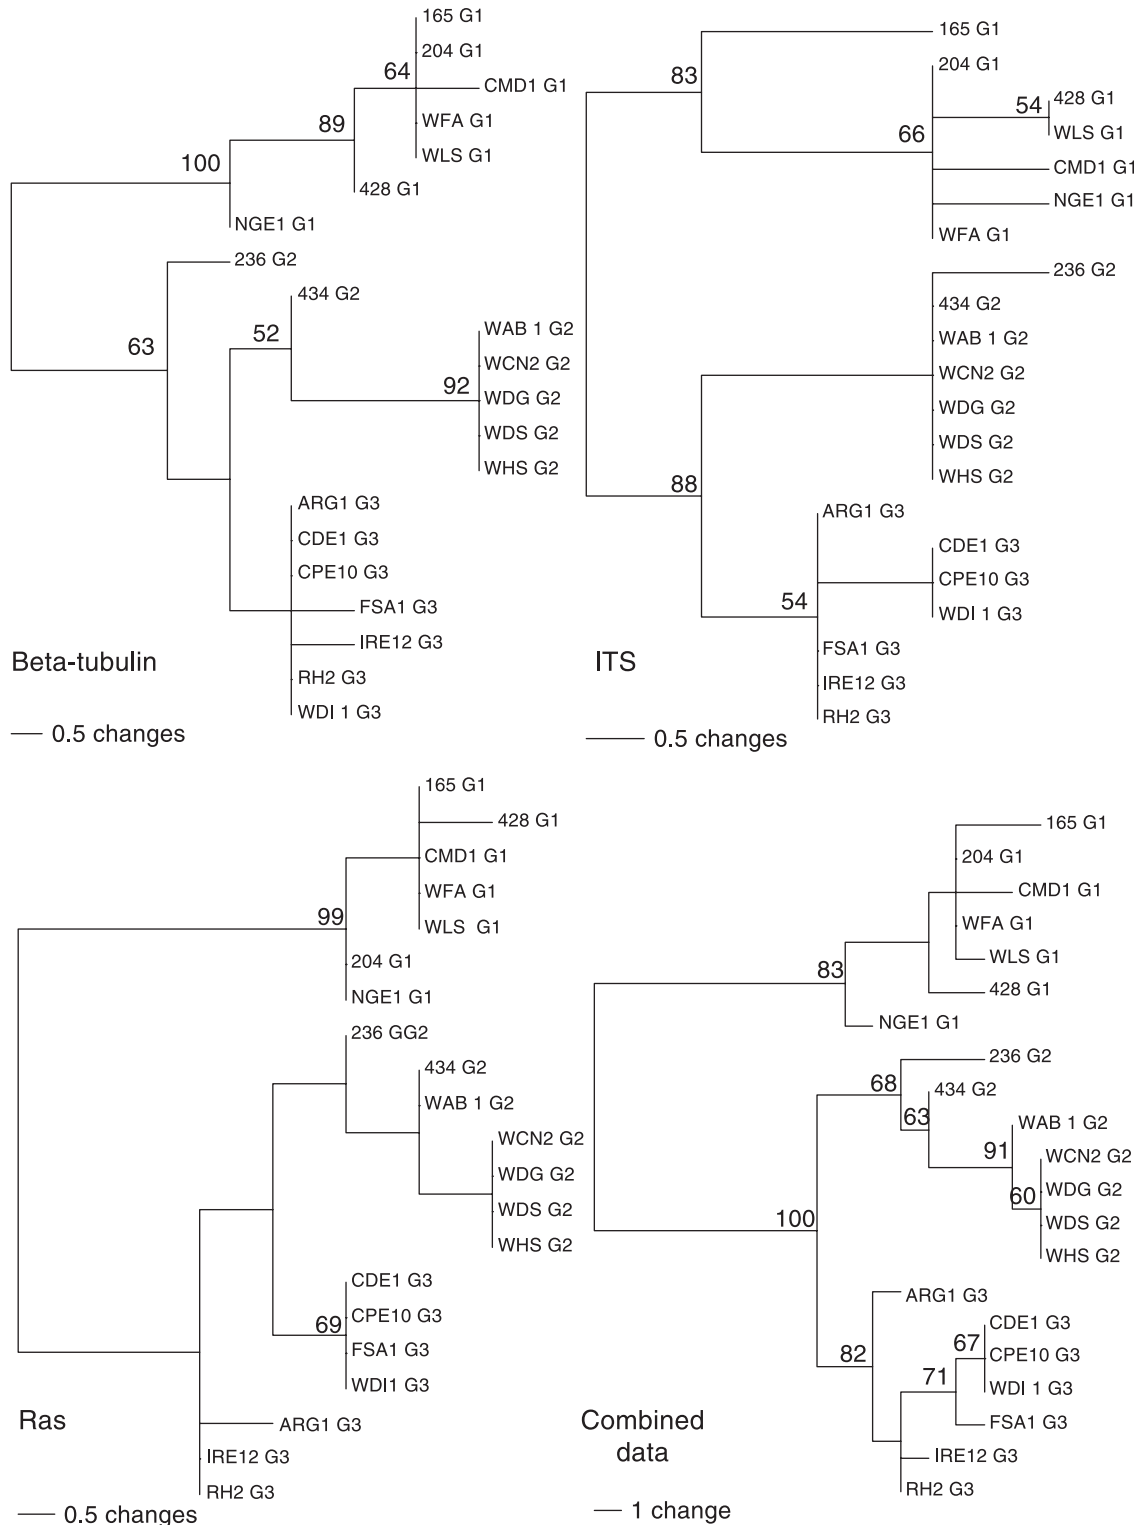 165 G1
204 G1
64
CMD1 G1
WFA G1
89
WLS G1
100
428 G1
NGE1 G1
236 G2
434 G2
63
52
WAB 1 G2
WCN2 G2
92
WDG G2
WDS G2
WHS G2
ARG1 G3
CDE1 G3
CPE10 G3
FSA1 G3
IRE12 G3
RH2 G3
WDI 1 G3
Beta-tubulin
0.5 changes
165 G1
204 G1
83
54
428 G1
WLS G1
66
CMD1 G1
NGE1 G1
WFA G1
236 G2
434 G2
WAB 1 G2
WCN2 G2
WDG G2
WDS G2
WHS G2
88
ARG1 G3
CDE1 G3
CPE10 G3
WDI 1 G3
54
FSA1 G3
IRE12 G3
RH2 G3
ITS
0.5 changes
165 G1
428 G1
CMD1 G1
WFA G1
99
WLS G1
204 G1
NGE1 G1
236 GG2
434 G2
WAB 1 G2
WCN2 G2
WDG G2
WDS G2
WHS G2
CDE1 G3
CPE10 G3
69
FSA1 G3
WDI1 G3
ARG1 G3
IRE12 G3
RH2 G3
Ras
0.5 changes
165 G1
204 G1
CMD1 G1
WFA G1
WLS G1
83
428 G1
NGE1 G1
236 G2
68
434 G2
63
WAB 1 G2
91
WCN2 G2
WDG G2
60
WDS G2
WHS G2
100
ARG1 G3
CDE1 G3
67
CPE10 G3
82
71
WDI 1 G3
FSA1 G3
IRE12 G3
RH2 G3
Combined
data
1 change